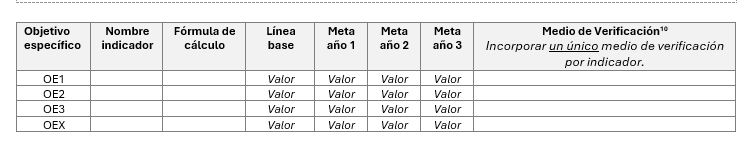 Objetivo específico | Nombre indicador | Fórmula de cálculo | Línea base | Meta año 1 | Meta año 2 | Meta año 3 | Medio de Verificación¹⁰ Incorporar un único medio de verificación por indicador.
OE1 | | | Valor | Valor | Valor | Valor |
OE2 | | | Valor | Valor | Valor | Valor |
OE3 | | | Valor | Valor | Valor | Valor |
OEX | | | Valor | Valor | Valor | Valor |